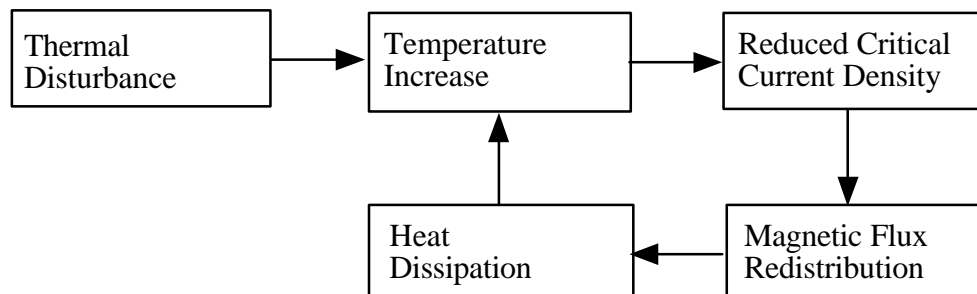 Thermal
Disturbance
Temperature
Increase
Reduced Critical
Current Density
Heat
Dissipation
Magnetic Flux
Redistribution